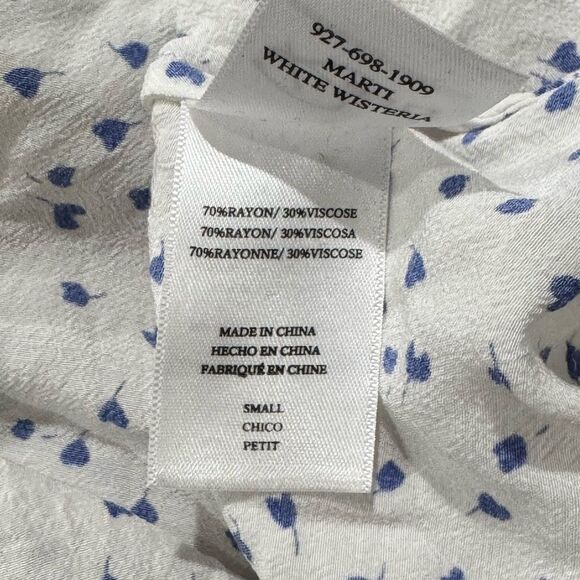 927-698-1909
MARTI
WHITE WISTERIA
70%RAYON/ 30%VISCOSE
70%RAYON/ 30%VISCOSA
70%RAYONNE/ 30%VISCOSE
MADE IN CHINA
HECHO EN CHINA
FABRIQUÉ EN CHINE
SMALL
CHICO
PETIT